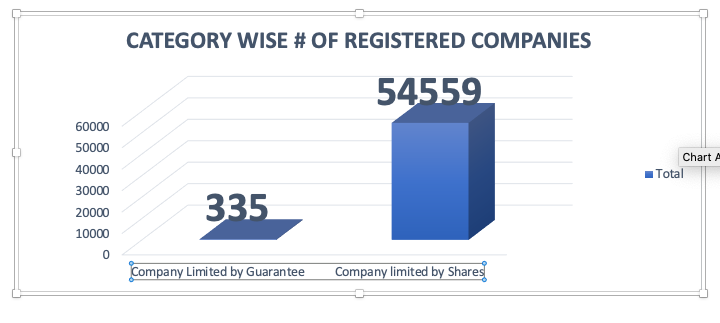 CATEGORY WISE # OF REGISTERED COMPANIES
54559
335
60000
50000
40000
30000
20000
10000
0
Company Limited by Guarantee
Company limited by Shares
Total
Chart A